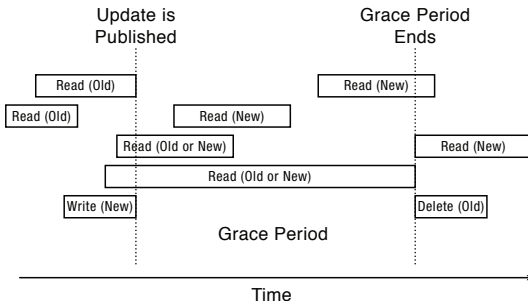 Update is
Published
Grace Period
Ends
Read (Old)
Read (New)
Read (Old)
Read (New)
Read (Old or New)
Read (New)
Read (Old or New)
Write (New)
Delete (Old)
Grace Period
Time